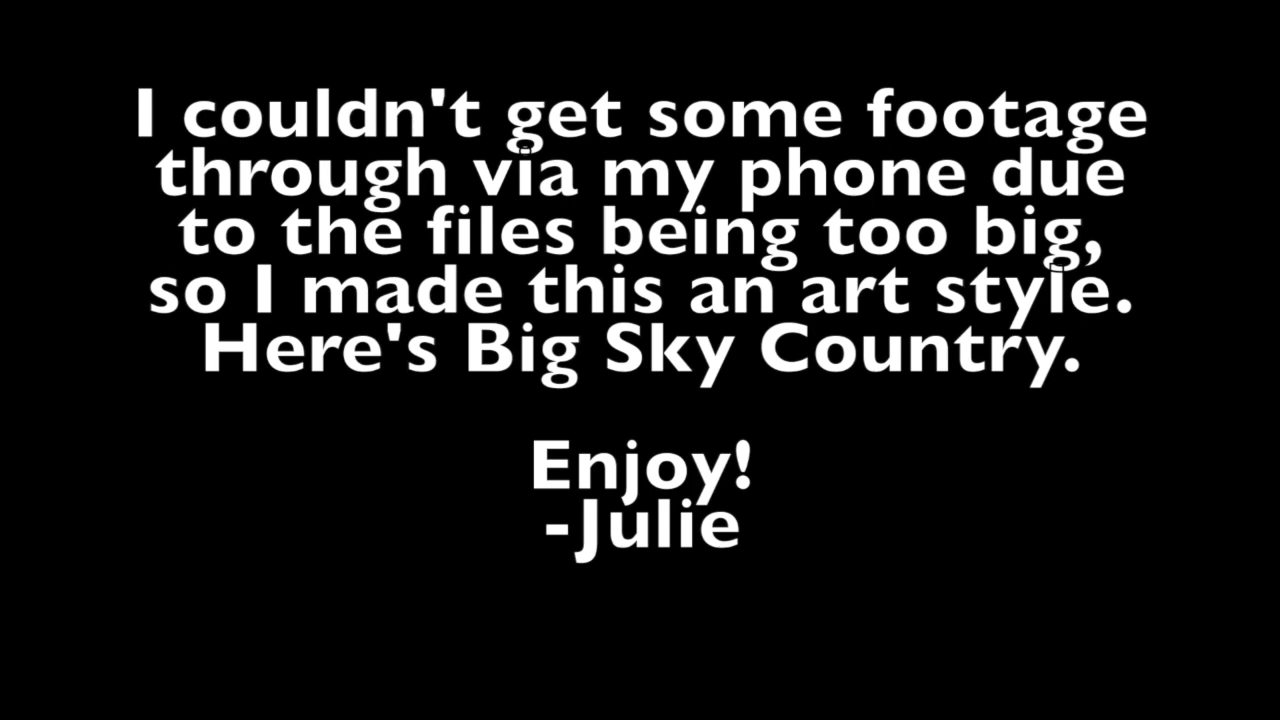 I couldn't get some footage
through via my phone due
to the files being too big,
so I made this an art style.
Here's Big Sky Country.
Enjoy!
-Julie